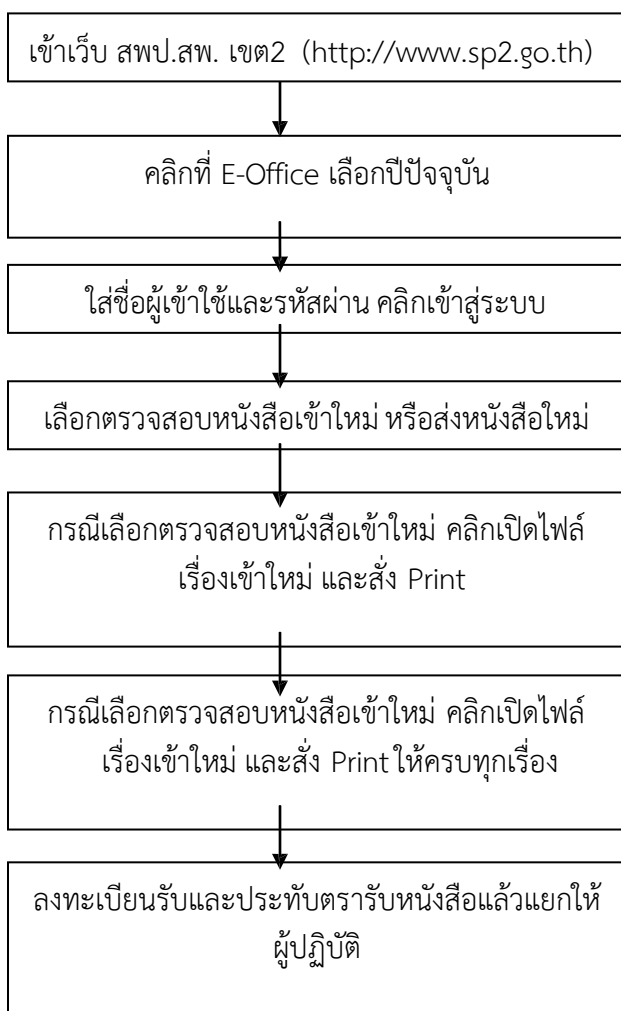 เข้าเว็บ สพป.สพ. เขต2 (http://www.sp2.go.th)
คลิกที่ E-Office เลือกปีปัจจุบัน
ใส่ชื่อผู้เข้าใช้และรหัสผ่าน คลิกเข้าสู่ระบบ
เลือกตรวจสอบหนังสือเข้าใหม่ หรือส่งหนังสือใหม่
กรณีเลือกตรวจสอบหนังสือเข้าใหม่ คลิกเปิดไฟล์
เรื่องเข้าใหม่ และสั่ง Print
กรณีเลือกตรวจสอบหนังสือเข้าใหม่ คลิกเปิดไฟล์
เรื่องเข้าใหม่ และสั่ง Print ให้ครบทุกเรื่อง
ลงทะเบียนรับและประทับตรารับหนังสือแล้วแยกให้
ผู้ปฏิบัติ